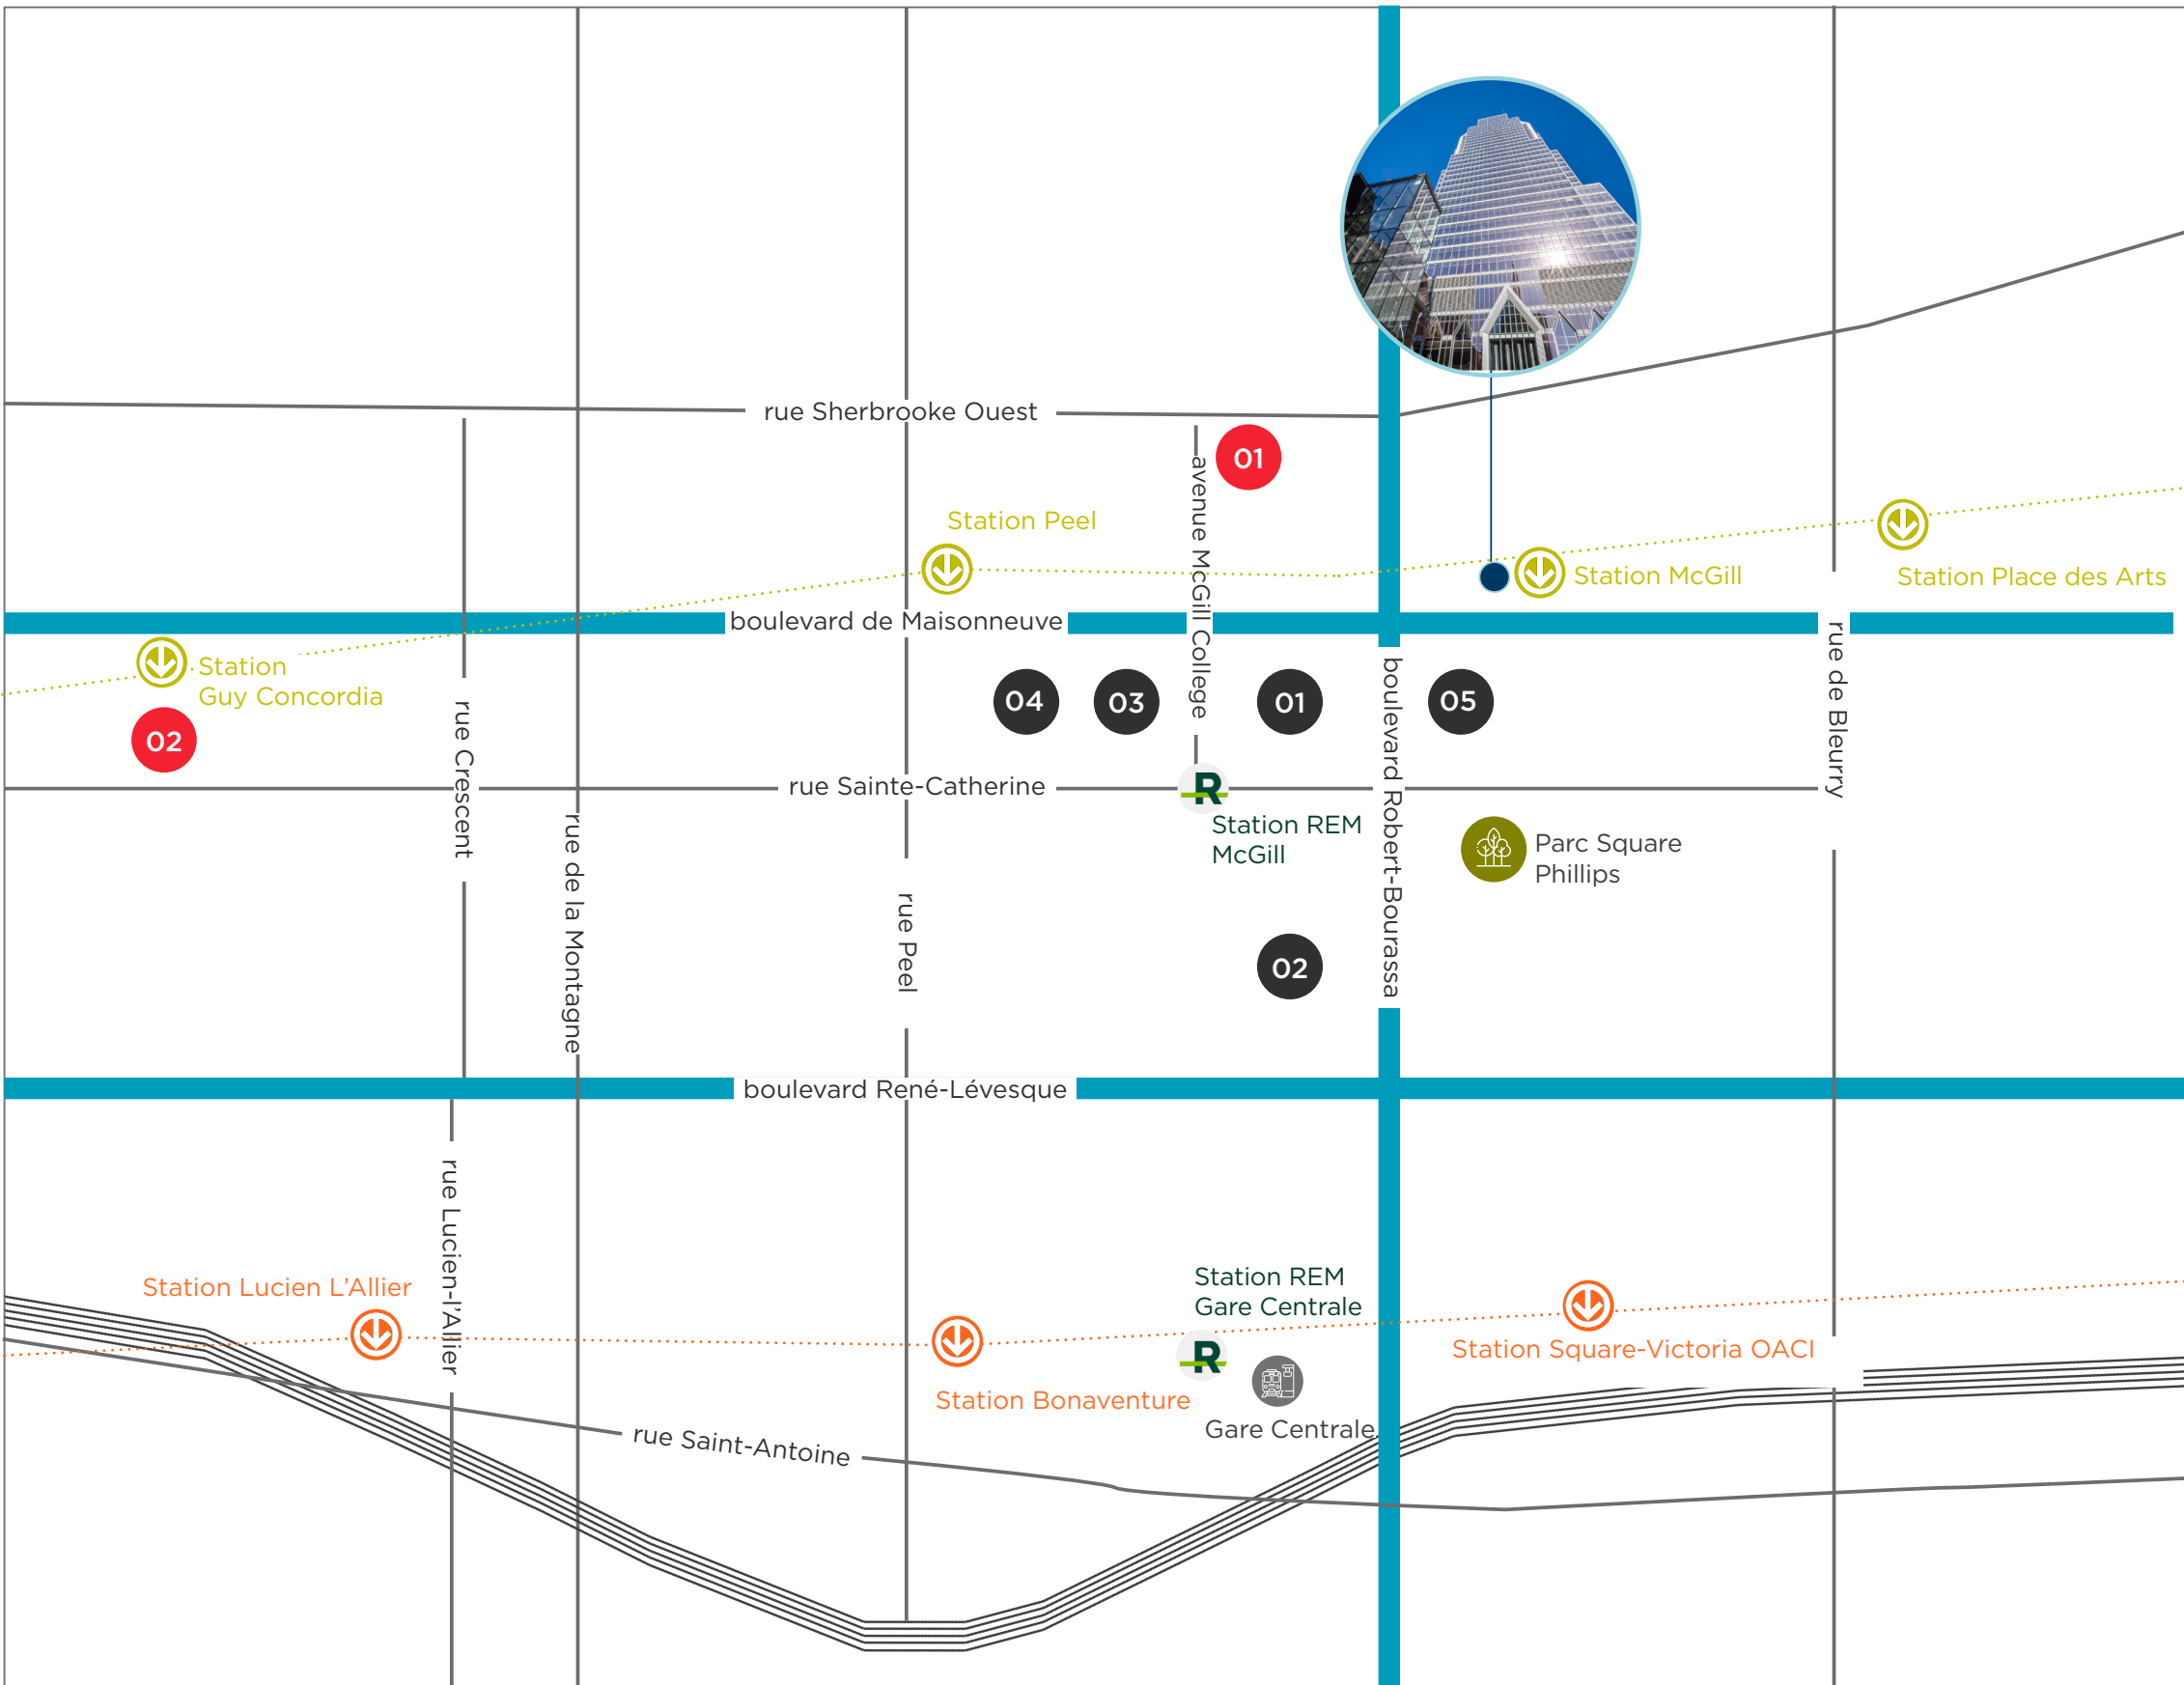 rue Sherbrooke Ouest
01
avenue McGill College
Station Peel
Station McGill
Station Place des Arts
boulevard de Maisonneuve
rue de Bleurry
Station
Guy Concordia
02
rue Crescent
04
03
01
05
boulevard Robert-Bourassa
rue Sainte-Catherine
R
Station REM
McGill
Parc Square
Phillips
rue de la Montagne
rue Peel
02
boulevard René-Lévesque
rue Lucien-l'Allier
Station Lucien L'Allier
Station REM
Gare Centrale
R
Station Square-Victoria OACI
Station Bonaventure
Gare Centrale
rue Saint-Antoine